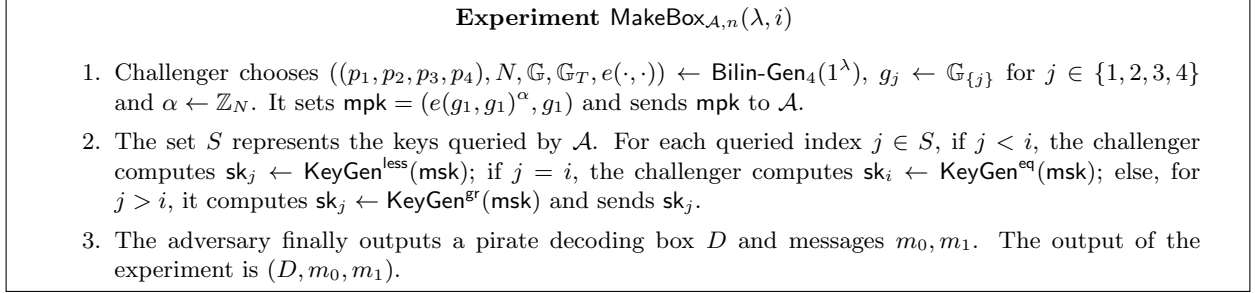 Experiment MakeBox_{𝒜,n}(λ, i)
1. Challenger chooses ((p_1, p_2, p_3, p_4), N, 𝔾, 𝔾_T, e(·, ·)) ← Bilin-Gen_4(1^λ), g_j ← 𝔾_{\{j\}} for j ∈ {1, 2, 3, 4}
and α ← ℤ_N. It sets mpk = (e(g_1, g_1)^α, g_1) and sends mpk to 𝒜.
2. The set S represents the keys queried by 𝒜. For each queried index j ∈ S, if j < i, the challenger
computes sk_j ← KeyGen^{less}(msk); if j = i, the challenger computes sk_i ← KeyGen^{eq}(msk); else, for
j > i, it computes sk_j ← KeyGen^{gr}(msk) and sends sk_j.
3. The adversary finally outputs a pirate decoding box D and messages m_0, m_1. The output of the
experiment is (D, m_0, m_1).